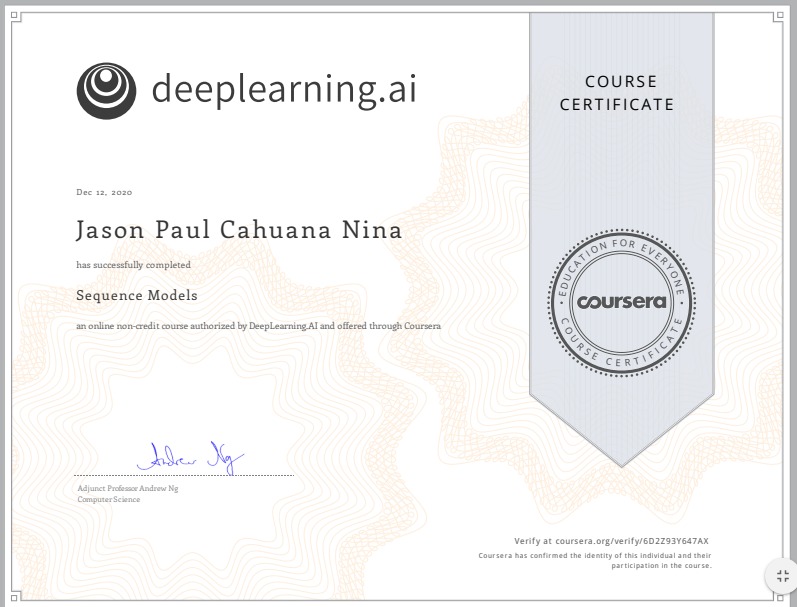 deeplearning.ai
COURSE
CERTIFICATE
Dec 12, 2020
Jason Paul Cahuana Nina
has successfully completed
Sequence Models
an online non-credit course authorized by DeepLearning.AI and offered through Coursera
EDUCATION FOR EVERYONE
coursera
COURSE CERTIFICATE
Andrew Ng
Adjunct Professor Andrew Ng
Computer Science
Verify at coursera.org/verify/6D2Z93Y647AX
Coursera has confirmed the identity of this individual and their
participation in the course.